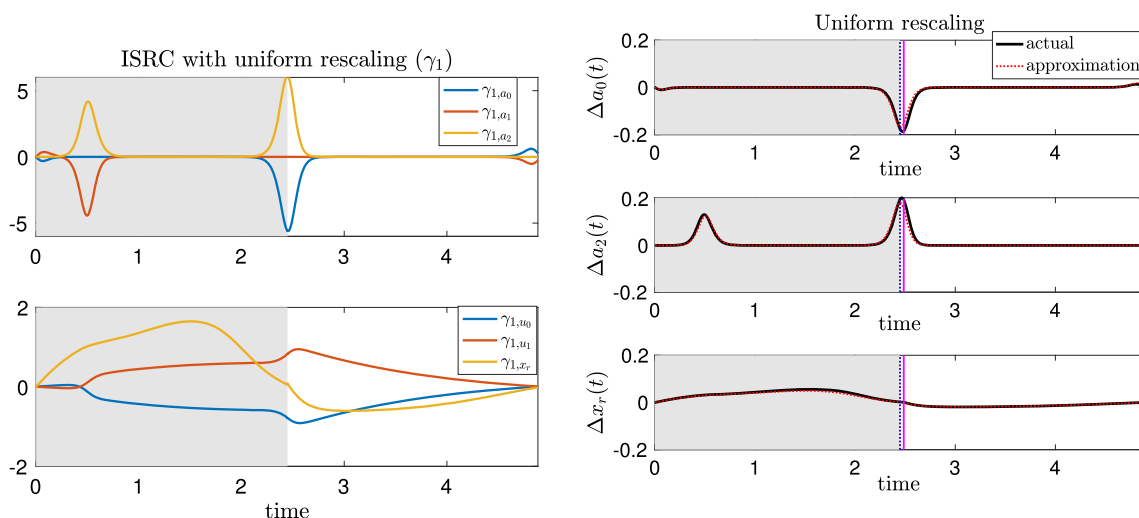 ISRC with uniform rescaling (γ₁)
5
0
-5
γ₁,ₐ₀
γ₁,ₐ₁
γ₁,ₐ₂
0 1 2 3 4
2
0
-2
γ₁,ᵤ₀
γ₁,ᵤ₁
γ₁,ₓᵣ
0 1 2 3 4
time
Uniform rescaling
actual
approximation
Δa₀(t)
0.2
0
-0.2
0 1 2 3 4
time
Δa₂(t)
0.2
0
-0.2
0 1 2 3 4
time
Δxᵣ(t)
0.2
0
-0.2
0 1 2 3 4
time